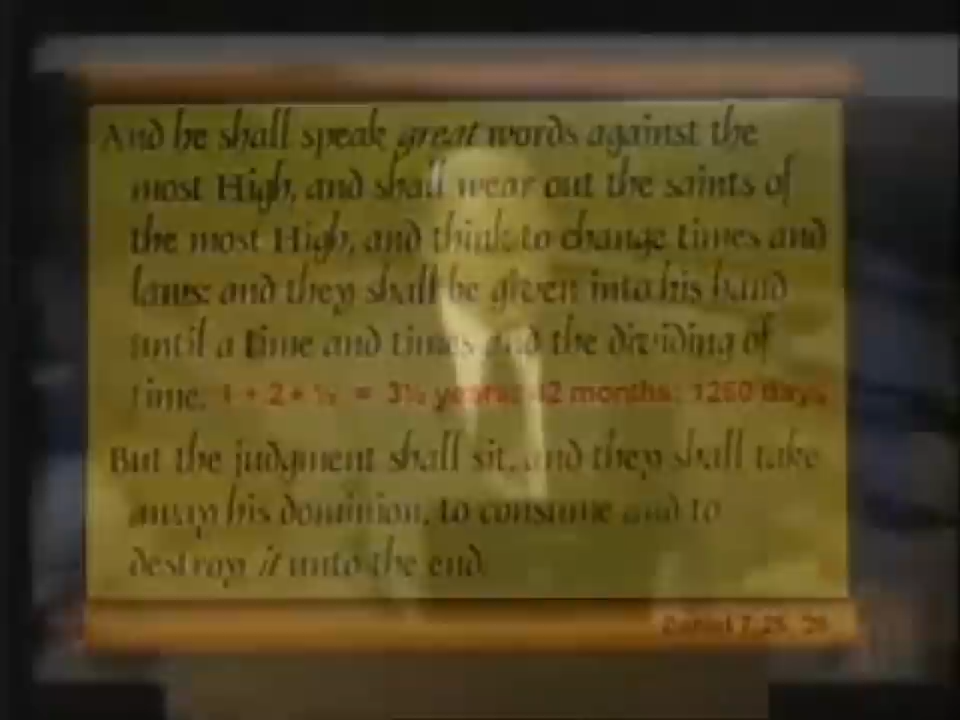 And he shall speak great words against the
most High, and shall wear out the saints of
the most High, and think to change times and
laws: and they shall be given into his hand
until a time and times and the dividing of
time. 1 + 2 + ½ = 3½ years; 42 months; 1260 days
But the judgment shall sit, and they shall take
away his dominion, to consume and to
destroy it unto the end.
Daniel 7:25, 26